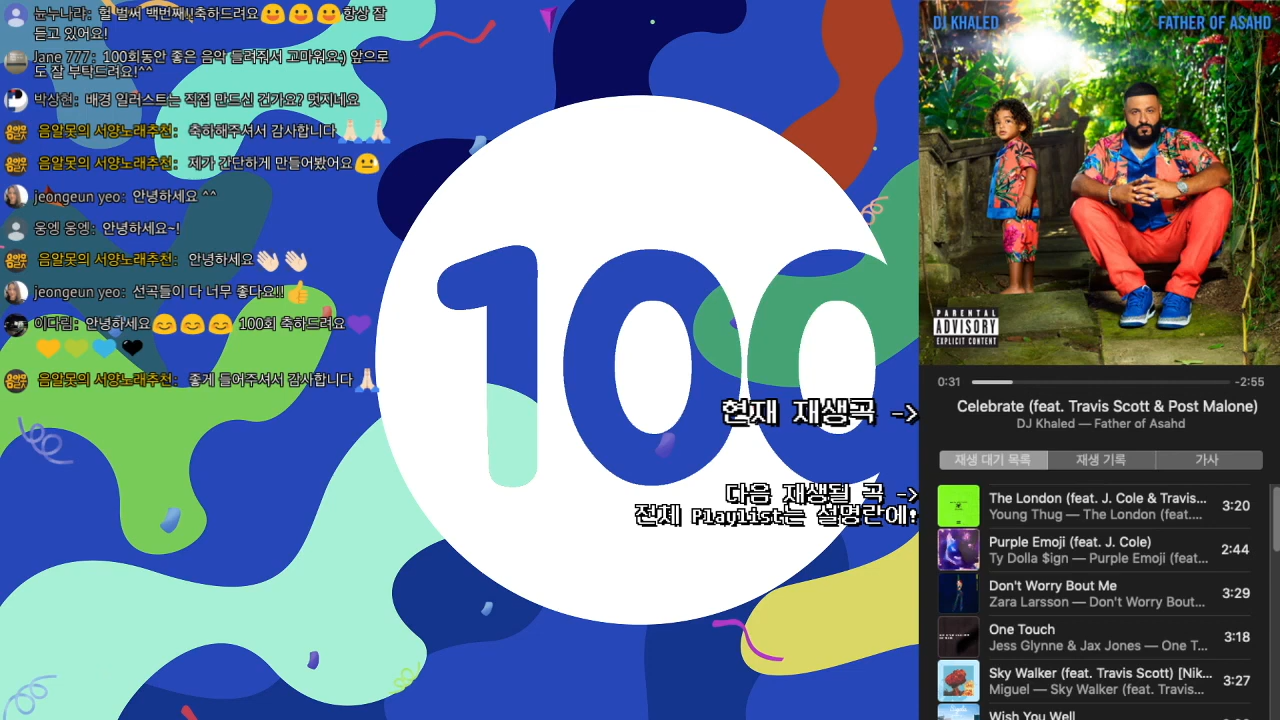 눈누나라: 헐 벌써 백번째!!축하드려요😃😃😃항상 잘
듣고 있어요!
Jane 777: 100회동안 좋은 음악 들려줘서 고마워요:) 앞으로
도 잘 부탁드려요!^^
박상현: 배경 일러스트는 직접 만드신 건가요? 멋지네요
음알못의 서양노래추천: 축하해주셔서 감사합니다🙏🏻🙏🏻
음알못의 서양노래추천: 제가 간단하게 만들어봤어요😐
jeongeun yeo: 안녕하세요 ^^
웅엥 웅엥: 안녕하세요~!
음알못의 서양노래추천: 안녕하세요👋🏻👋🏻
jeongeun yeo: 선곡들이 다 너무 좋다요!!👍
이다림: 안녕하세요😊😊😊 100회 축하드려요💜
🧡💚💙🖤
음알못의 서양노래추천: 좋게 들어주셔서 감사합니다🙏🏻
100
현재 재생곡 ->
다음 재생될 곡 ->
전체 Playlist는 설명란에!
DJ KHALED
FATHER OF ASAHD
PARENTAL
ADVISORY
EXPLICIT CONTENT
0:31
-2:55
Celebrate (feat. Travis Scott & Post Malone)
DJ Khaled — Father of Asahd
재생 대기 목록
재생 기록
가사
The London (feat. J. Cole & Travis...
3:20
Young Thug — The London (feat....
Purple Emoji (feat. J. Cole)
2:44
Ty Dolla $ign — Purple Emoji (feat...
Don't Worry Bout Me
3:29
Zara Larsson — Don't Worry Bout...
One Touch
3:18
Jess Glynne & Jax Jones — One T...
Sky Walker (feat. Travis Scott) [Nik...
3:27
Miguel — Sky Walker (feat. Travis...
Wish You Well